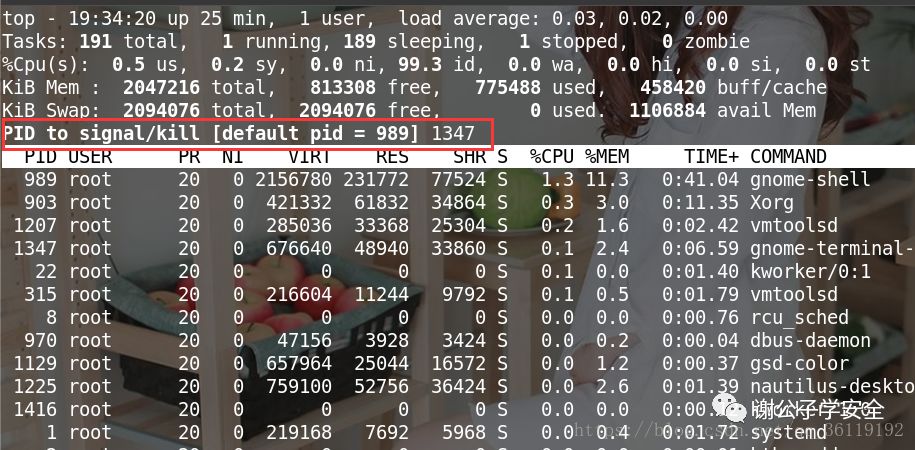 top - 19:34:20 up 25 min,  1 user,  load average: 0.03, 0.02, 0.00
Tasks: 191 total,   1 running, 189 sleeping,   1 stopped,   0 zombie
%Cpu(s):  0.5 us,  0.2 sy,  0.0 ni, 99.3 id,  0.0 wa,  0.0 hi,  0.0 si,  0.0 st
KiB Mem :  2047216 total,   813308 free,   775488 used,   458420 buff/cache
KiB Swap:  2094076 total,  2094076 free,        0 used.  1106884 avail Mem
PID to signal/kill [default pid = 989] 1347
PID USER PR NI VIRT RES SHR S %CPU %MEM TIME+ COMMAND
989 root 20 0 2156780 231772 77524 S 1.3 11.3 0:41.04 gnome-shell
903 root 20 0 421332 61832 34864 S 0.3 3.0 0:11.35 Xorg
1207 root 20 0 285036 33368 25304 S 0.2 1.6 0:02.42 vmtoolsd
1347 root 20 0 676640 48940 33860 S 0.1 2.4 0:06.59 gnome-terminal-
22 root 20 0 0 0 0 S 0.1 0.0 0:01.40 kworker/0:1
315 root 20 0 216604 11244 9792 S 0.1 0.5 0:01.79 vmtoolsd
8 root 20 0 0 0 0 S 0.0 0.0 0:00.76 rcu_sched
970 root 20 0 47156 3928 3424 S 0.0 0.2 0:00.04 dbus-daemon
1129 root 20 0 657964 25044 16572 S 0.0 1.2 0:00.37 gsd-color
1225 root 20 0 759100 52756 36424 S 0.0 2.6 0:01.39 nautilus-deskto
1416 root 20 0 0 0 0 S 0.0 0.0
谢公子学安全
1 root 20 0 219168 7692 5968 S 0.0 0.4 0:01.72 systemd